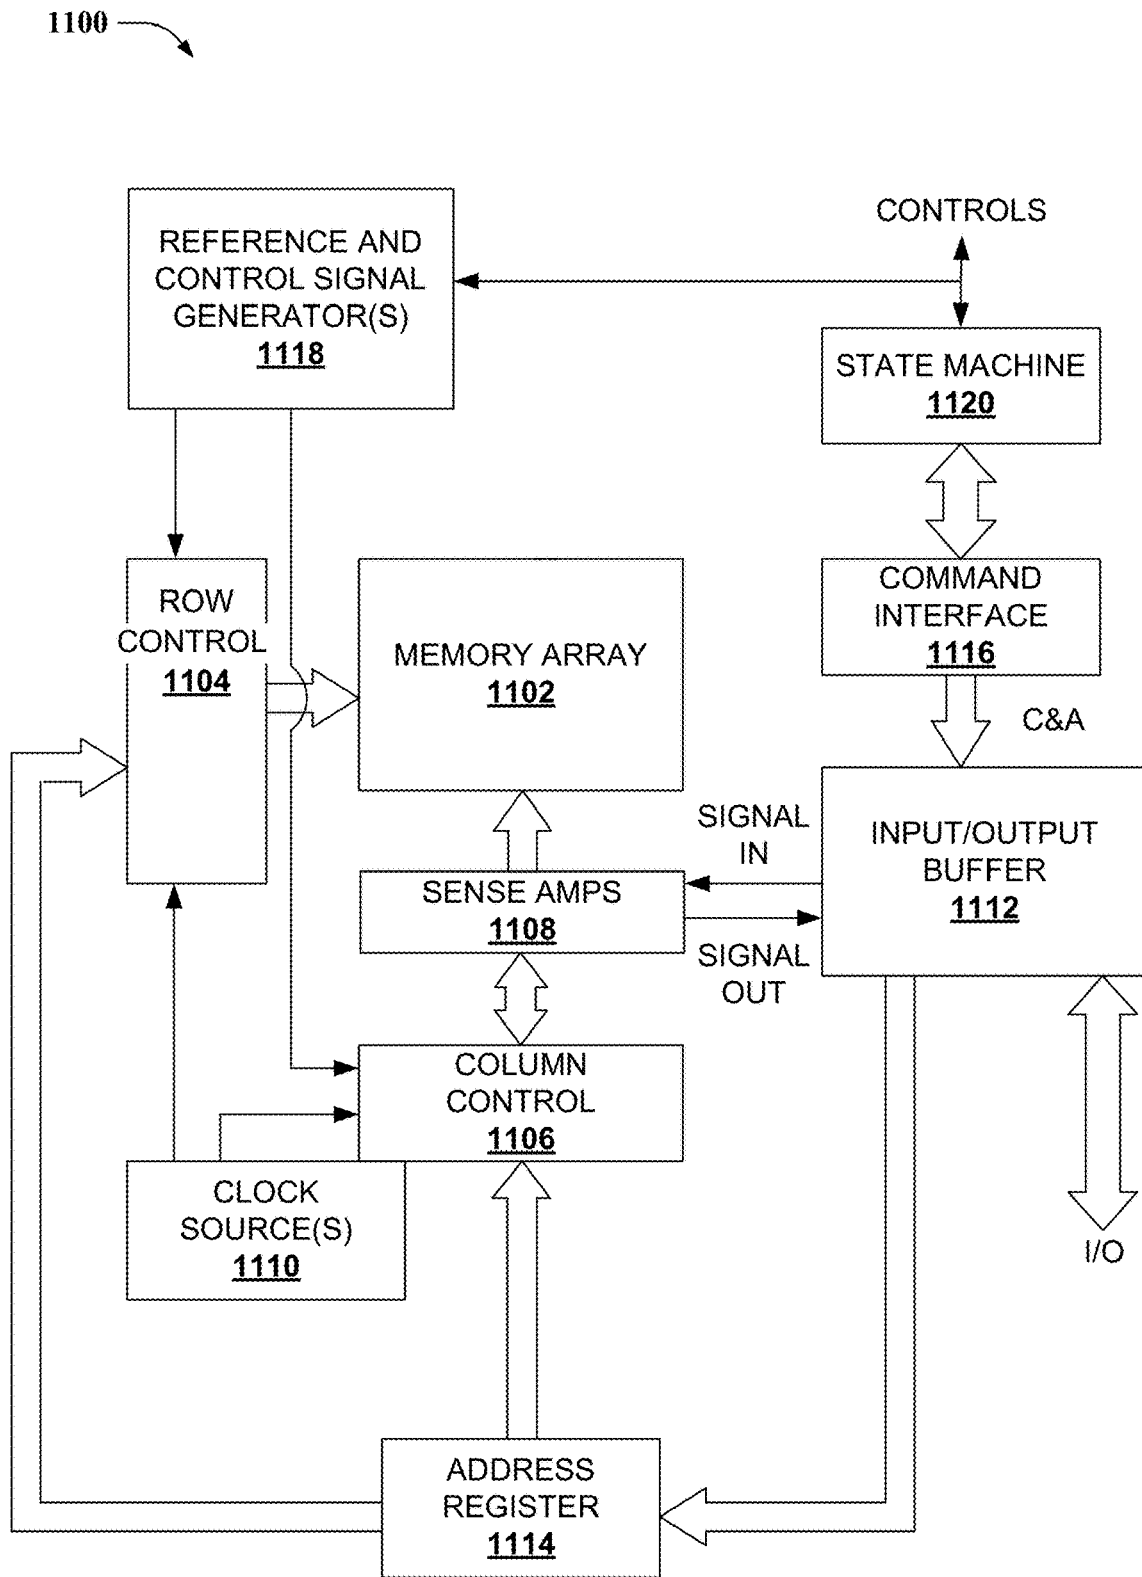 1100
CONTROLS
REFERENCE AND
CONTROL SIGNAL
GENERATOR(S)
1118
STATE MACHINE
1120
ROW
CONTROL
1104
MEMORY ARRAY
1102
COMMAND
INTERFACE
1116
C&A
SIGNAL
IN
INPUT/OUTPUT
BUFFER
1112
SENSE AMPS
1108
SIGNAL
OUT
COLUMN
CONTROL
1106
CLOCK
SOURCE(S)
1110
I/O
ADDRESS
REGISTER
1114